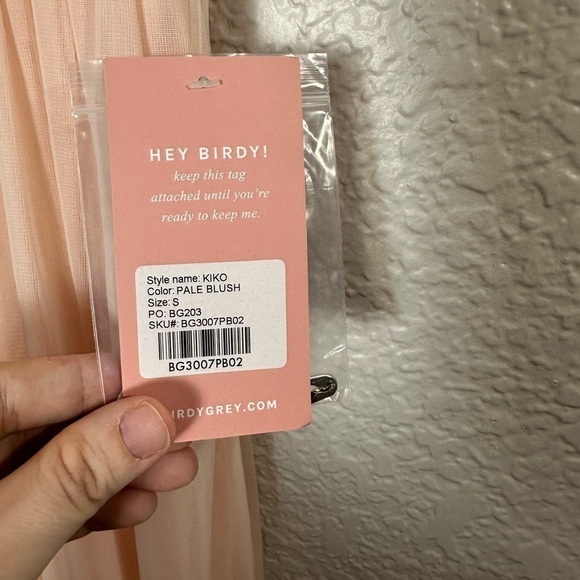 HEY BIRDY!
keep this tag
attached until you're
ready to keep me.
Style name: KIKO
Color: PALE BLUSH
Size: S
PO: BG203
SKU#: BG3007PB02
BG3007PB02
IRDYGREY.COM